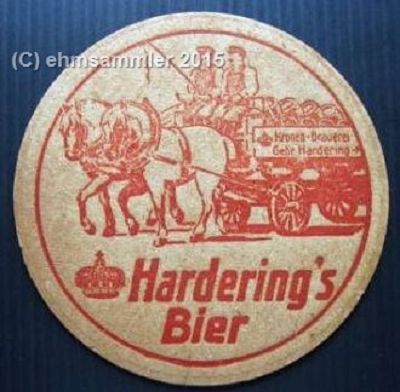 (C) ehmsammler 2015
Kronen-Brauerei
Gebr. Hardering
Hardering's
Bier